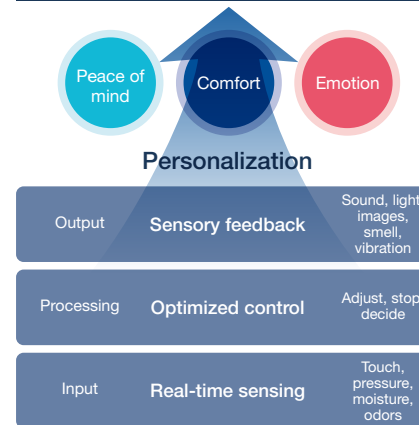 Peace of
mind
Comfort
Emotion
Personalization
Output
Sensory feedback
Sound, light
images,
smell,
vibration
Processing
Optimized control
Adjust, stop
decide
Input
Real-time sensing
Touch,
pressure,
moisture,
odors